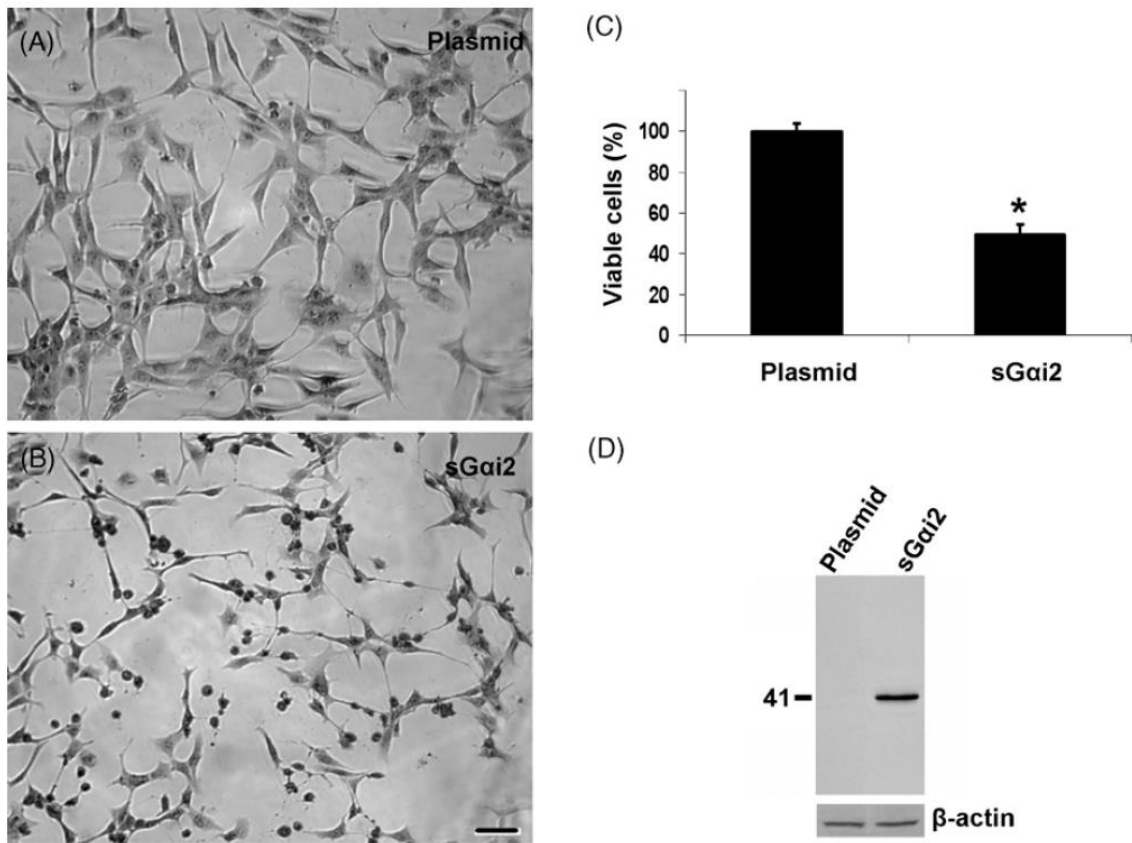 (A)
Plasmid
(B)
sGαi2
(C)
Viable cells (%)
100
80
60
40
20
0
*
Plasmid
sGαi2
(D)
Plasmid
sGαi2
41
β-actin